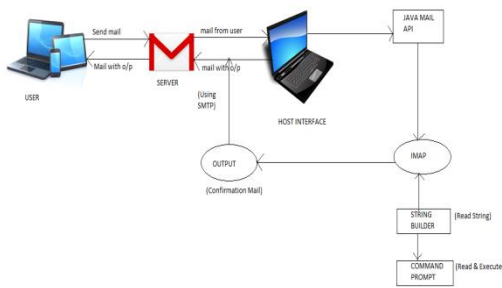 Send mail
mail from user
JAVA MAIL
API
Mail with o/p
mail with o/p
SERVER
USER
(Using
SMTP)
HOST INTERFACE
OUTPUT
IMAP
(Confirmation Mail)
STRING
BUILDER
(Read String)
COMMAND
PROMPT
(Read & Execute